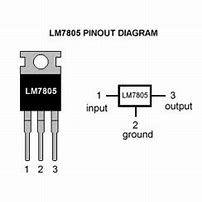 LM7805 PINOUT DIAGRAM
LM7805
1 2 3
1 LM7805 3
input output
2
ground